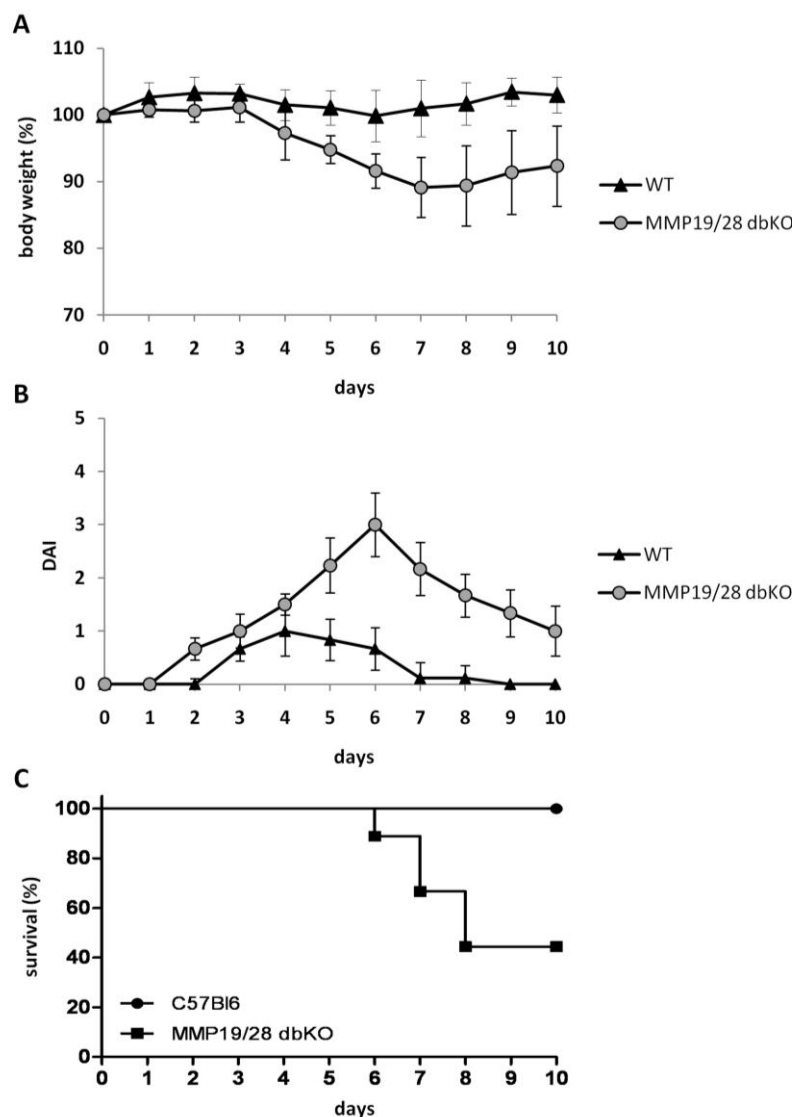 A
110
100
90
80
70
body weight (%)
0 1 2 3 4 5 6 7 8 9 10
days
WT
MMP19/28 dbKO
B
5
4
3
2
1
0
DAI
0 1 2 3 4 5 6 7 8 9 10
days
WT
MMP19/28 dbKO
C
100
80
60
40
20
0
survival (%)
C57Bl6
MMP19/28 dbKO
0 1 2 3 4 5 6 7 8 9 10
days